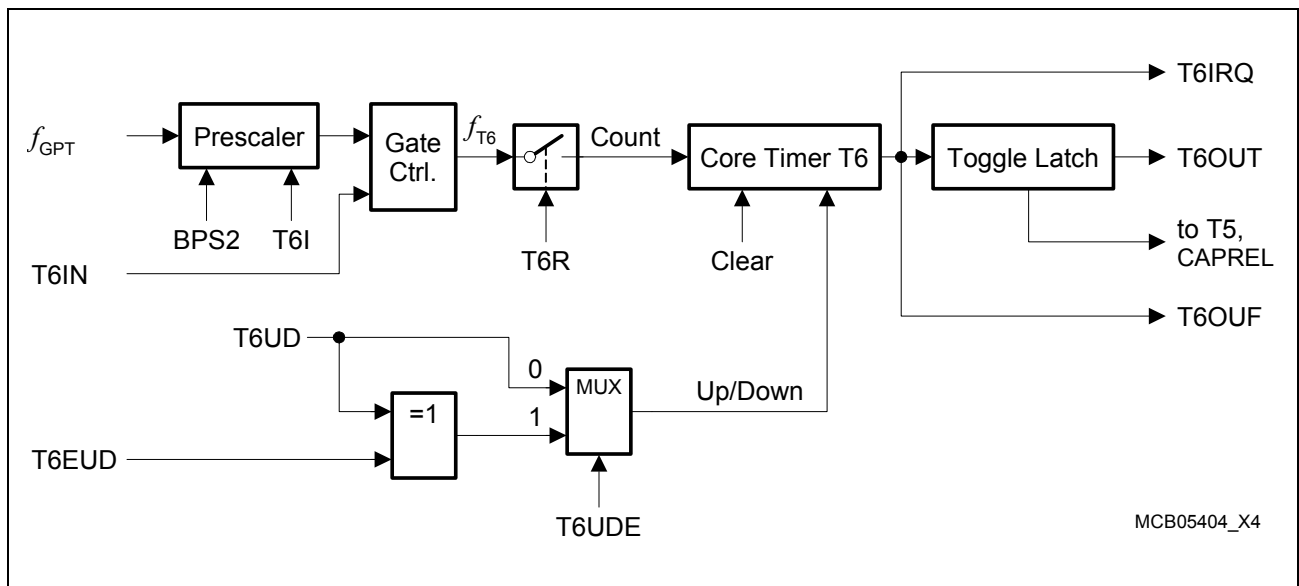 T6IRQ
fGPT
Prescaler
Gate
Ctrl.
fT6
Count
Core Timer T6
Toggle Latch
T6OUT
BPS2
T6I
T6IN
T6R
Clear
to T5,
CAPREL
T6UD
T6OUF
0
MUX
=1
1
Up/Down
T6EUD
T6UDE
MCB05404_X4